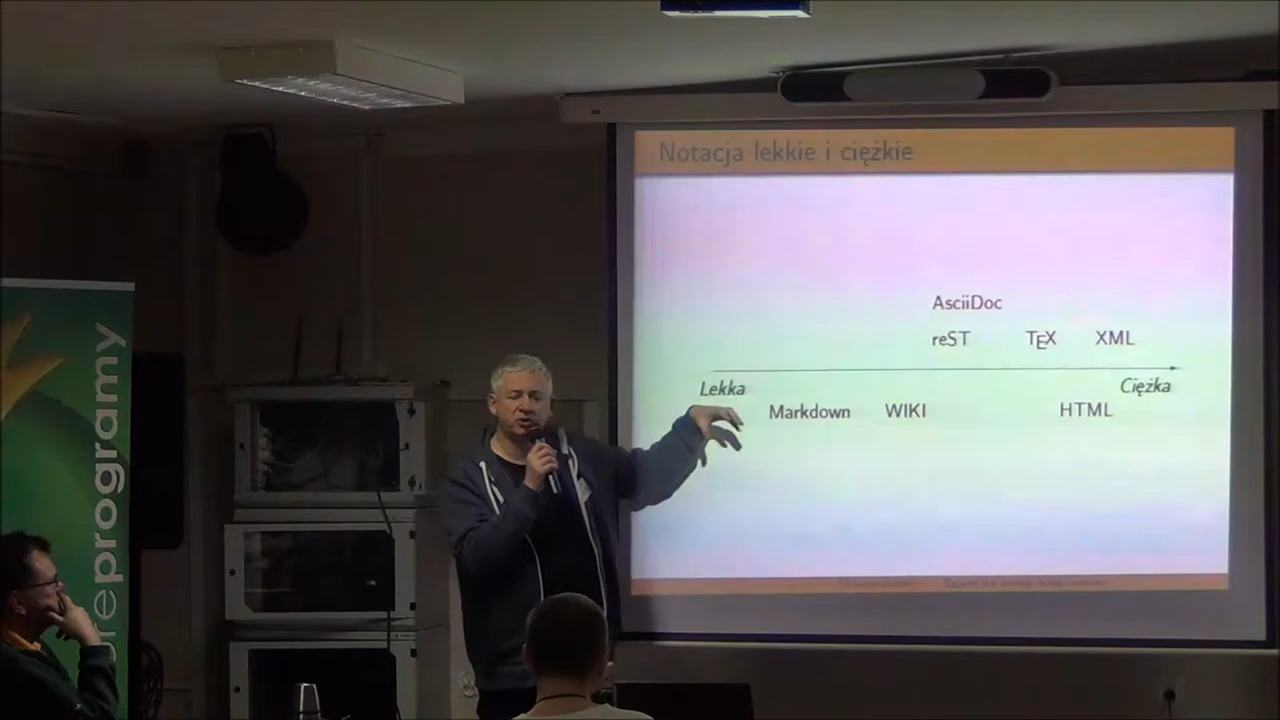 Notacja lekkie i ciężkie
AsciiDoc
reST TEX XML
Lekka Ciężka
Markdown WIKI HTML
programy